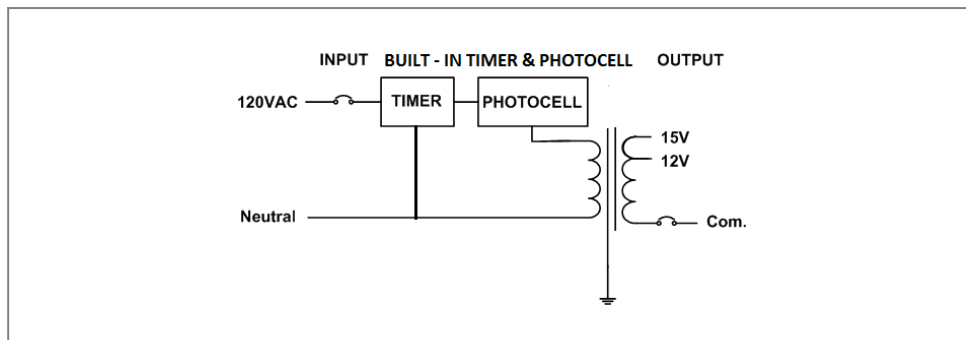 INPUT BUILT - IN TIMER & PHOTOCELL OUTPUT
120VAC TIMER PHOTOCELL
15V
12V
Neutral Com.